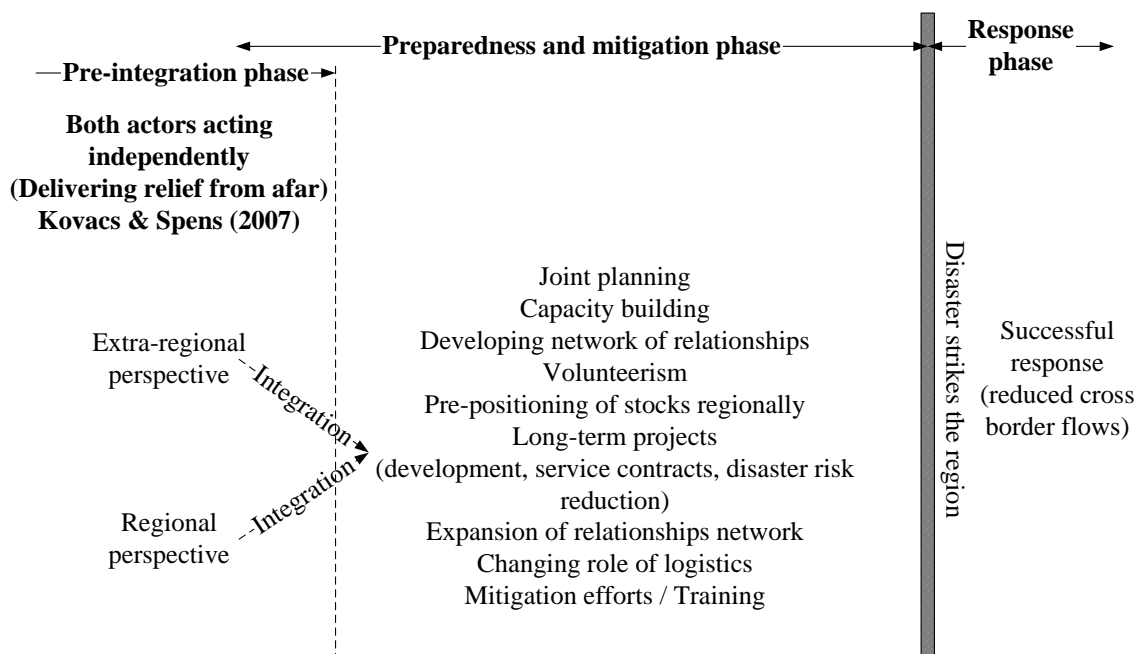 Preparedness and mitigation phase
Response
phase
Pre-integration phase
Both actors acting
independently
(Delivering relief from afar)
Kovacs & Spens (2007)
Extra-regional
perspective
Integration
Integration
Regional
perspective
Joint planning
Capacity building
Developing network of relationships
Volunteerism
Pre-positioning of stocks regionally
Long-term projects
(development, service contracts, disaster risk
reduction)
Expansion of relationships network
Changing role of logistics
Mitigation efforts / Training
Disaster strikes the region
Successful
response
(reduced cross
border flows)